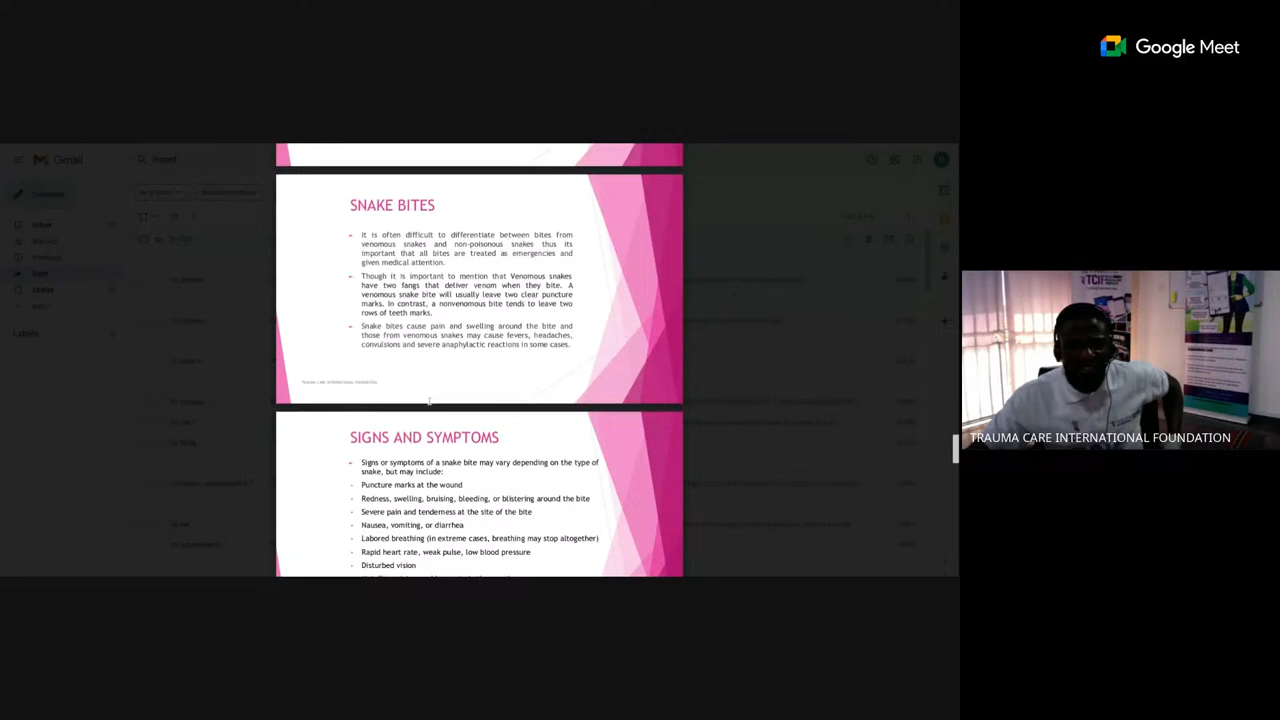 Google Meet
Gmail
SNAKE BITES
It is often difficult to differentiate between bites from
venomous snakes and non-poisonous snakes thus its
important that all bites are treated as emergencies and
given medical attention.
Though it is important to mention that Venomous snakes
have two fangs that deliver venom when they bite. A
venomous snake bite will usually leave two clear puncture
marks. In contrast, a nonvenomous bite tends to leave two
rows of teeth marks.
Snake bites cause pain and swelling around the bite and
those from venomous snakes may cause fevers, headaches,
convulsions and severe anaphylactic reactions in some cases.
TRAUMA CARE INTERNATIONAL FOUNDATION
SIGNS AND SYMPTOMS
Signs or symptoms of a snake bite may vary depending on the type of
snake, but may include:
Puncture marks at the wound
Redness, swelling, bruising, bleeding, or blistering around the bite
Severe pain and tenderness at the site of the bite
Nausea, vomiting, or diarrhea
Labored breathing (in extreme cases, breathing may stop altogether)
Rapid heart rate, weak pulse, low blood pressure
Disturbed vision
Labels
TCIF
TRAUMA CARE INTERNATIONAL FOUNDATION